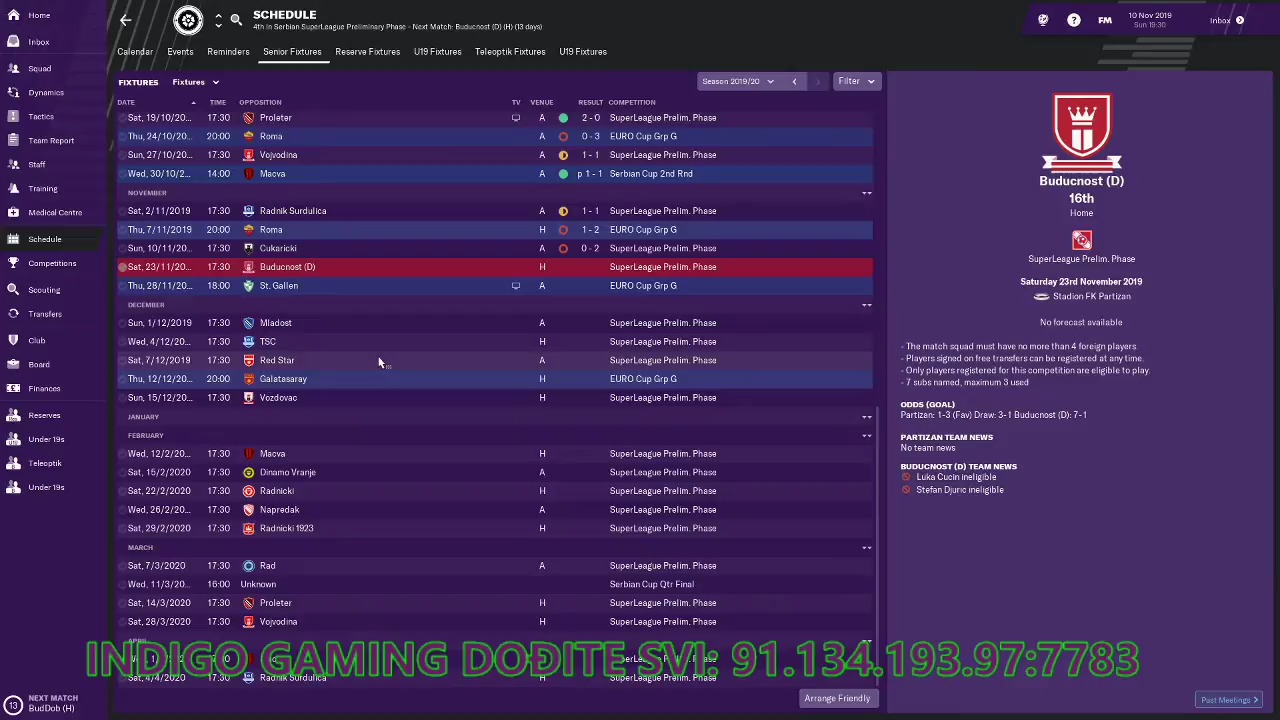 Home
Inbox
Squad
Dynamics
Tactics
Team Report
Staff
Training
Medical Centre
Schedule
Competitions
Scouting
Transfers
Club
Board
Finances
Reserves
Under 19s
Teleoptik
Under 19s
13 NEXT MATCH
BudDob (H)
SCHEDULE
4th in Serbian SuperLeague Preliminary Phase - Next Match: Buducnost (D) (H) (13 days)
? FM 10 Nov 2019
Sun 19:30
Inbox
Calendar Events Reminders Senior Fixtures Reserve Fixtures U19 Fixtures Teleoptik Fixtures U19 Fixtures
FIXTURES Fixtures Season 2019/20 Filter
DATE TIME OPPOSITION TV VENUE RESULT COMPETITION
Sat, 19/10/20... 17:30 Proleter A 2 - 0 SuperLeague Prelim. Phase
Thu, 24/10/20... 20:00 Roma A 0 - 3 EURO Cup Grp G
Sun, 27/10/20... 17:30 Vojvodina A 1 - 1 SuperLeague Prelim. Phase
Wed, 30/10/2... 14:00 Macva A p 1 - 1 Serbian Cup 2nd Rnd
NOVEMBER
Sat, 2/11/2019 17:30 Radnik Surdulica A 1 - 1 SuperLeague Prelim. Phase
Thu, 7/11/2019 20:00 Roma H 1 - 2 EURO Cup Grp G
Sun, 10/11/20... 17:30 Cukaricki A 0 - 2 SuperLeague Prelim. Phase
Sat, 23/11/20... 17:30 Buducnost (D) H SuperLeague Prelim. Phase
Thu, 28/11/20... 18:00 St. Gallen A EURO Cup Grp G
DECEMBER
Sun, 1/12/2019 17:30 Mladost A SuperLeague Prelim. Phase
Wed, 4/12/20... 17:30 TSC H SuperLeague Prelim. Phase
Sat, 7/12/2019 17:30 Red Star A SuperLeague Prelim. Phase
Thu, 12/12/20... 20:00 Galatasaray H EURO Cup Grp G
Sun, 15/12/20... 17:30 Vozdovac H SuperLeague Prelim. Phase
JANUARY
FEBRUARY
Wed, 12/2/20... 17:30 Macva H SuperLeague Prelim. Phase
Sat, 15/2/2020 17:30 Dinamo Vranje A SuperLeague Prelim. Phase
Sat, 22/2/2020 17:30 Radnicki H SuperLeague Prelim. Phase
Wed, 26/2/20... 17:30 Napredak A SuperLeague Prelim. Phase
Sat, 29/2/2020 17:30 Radnicki 1923 H SuperLeague Prelim. Phase
MARCH
Sat, 7/3/2020 17:30 Rad A SuperLeague Prelim. Phase
Wed, 11/3/20... 16:00 Unknown Serbian Cup Qtr Final
Sat, 14/3/2020 17:30 Proleter H SuperLeague Prelim. Phase
Sat, 28/3/2020 17:30 Vojvodina H SuperLeague Prelim. Phase
INDIGO GAMING DOĐITE SVI: 91.134.193.97:7783
Sat, 4/4/2020 17:30 Radnik Surdulica H SuperLeague Prelim. Phase
Arrange Friendly
Buducnost (D)
16th
Home
SuperLeague Prelim. Phase
Saturday 23rd November 2019
Stadion FK Partizan
No forecast available
- The match squad must have no more than 4 foreign players.
- Players signed on free transfers can be registered at any time.
- Only players registered for this competition are eligible to play.
- 7 subs named, maximum 3 used
ODDS (GOAL)
Partizan: 1-3 (Fav) Draw: 3-1 Buducnost (D): 7-1
PARTIZAN TEAM NEWS
No team news
BUDUCNOST (D) TEAM NEWS
Luka Cucin ineligible
Stefan Djuric ineligible
Past Meetings